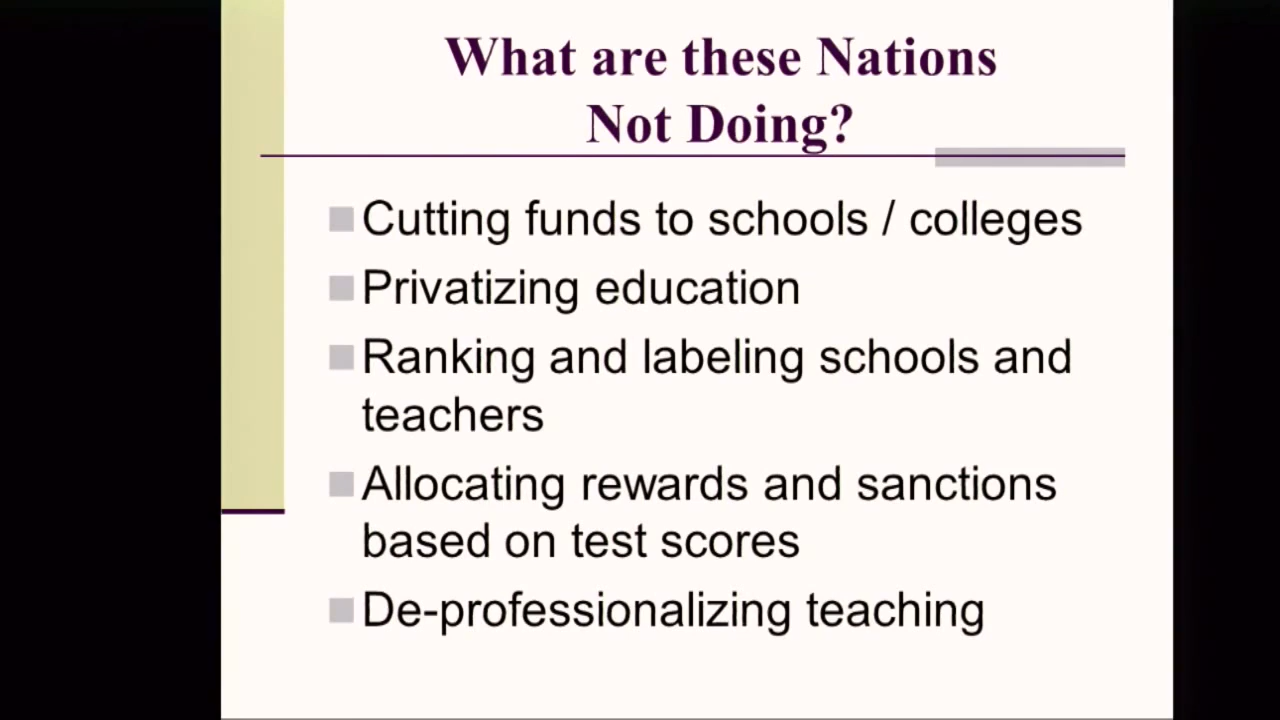 What are these Nations
Not Doing?
Cutting funds to schools / colleges
Privatizing education
Ranking and labeling schools and
teachers
Allocating rewards and sanctions
based on test scores
De-professionalizing teaching